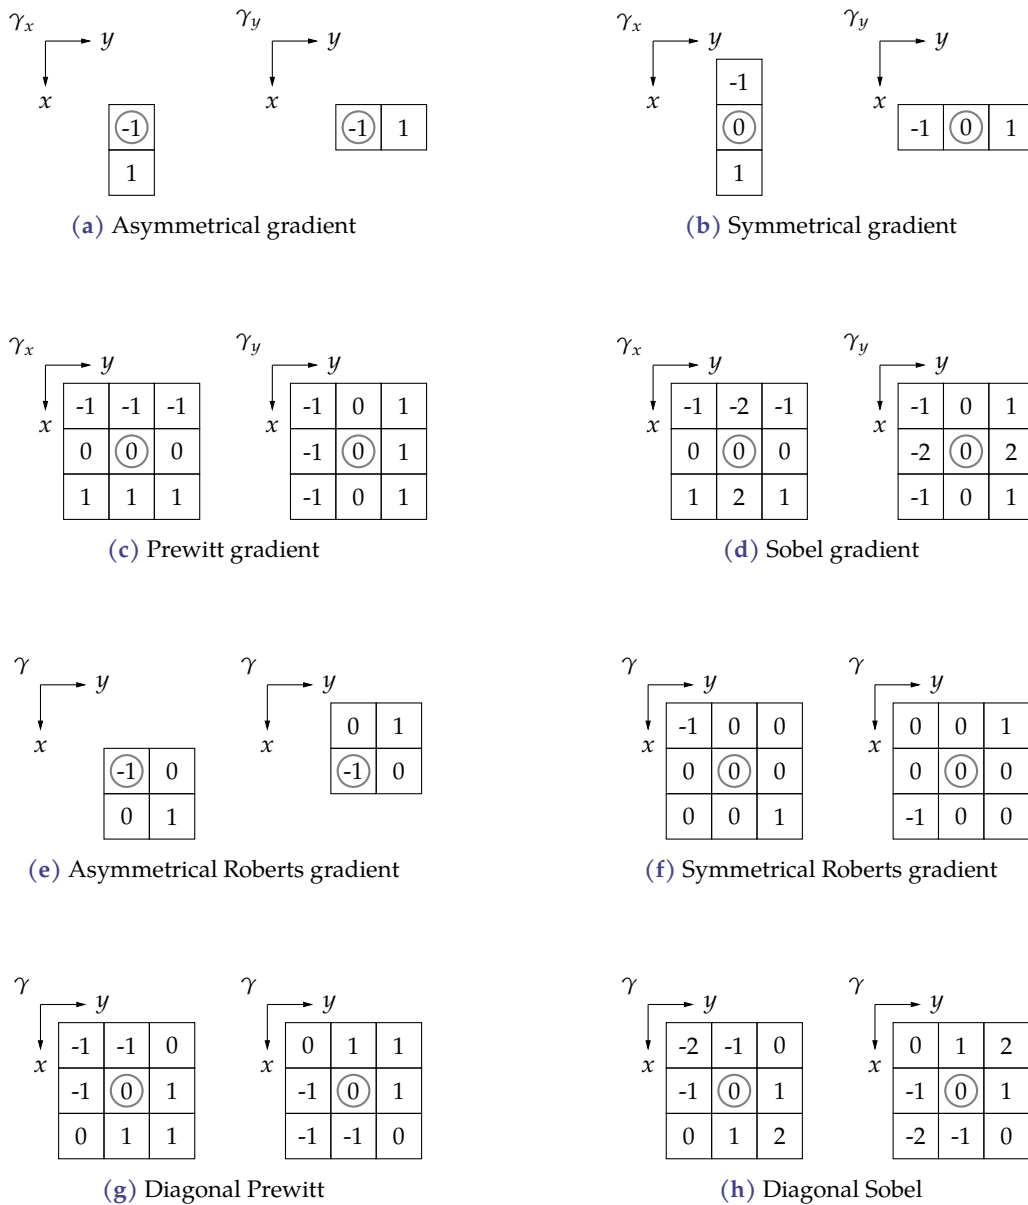 γx y γy y
x x
-1
1
-1 1
(a) Asymmetrical gradient
γx y γy y
x x
-1
0
1
-1 0 1
(b) Symmetrical gradient
γx y γy y
x x
-1 -1 -1 -1 0 1
0 0 0 -1 0 1
1 1 1 -1 0 1
(c) Prewitt gradient
γx y γy y
x x
-1 -2 -1 -1 0 1
0 0 0 -2 0 2
1 2 1 -1 0 1
(d) Sobel gradient
γ y γ y
x x
-1 0
0 1
0 1
-1 0
(e) Asymmetrical Roberts gradient
γ y γ y
x x
-1 0 0 0 0 1
0 0 0 0 0 0
0 0 1 -1 0 0
(f) Symmetrical Roberts gradient
γ y γ y
x x
-1 -1 0 0 1 1
-1 0 1 -1 0 1
0 1 1 -1 -1 0
(g) Diagonal Prewitt
γ y γ y
x x
-2 -1 0 0 1 2
-1 0 1 -1 0 1
0 1 2 -2 -1 0
(h) Diagonal Sobel